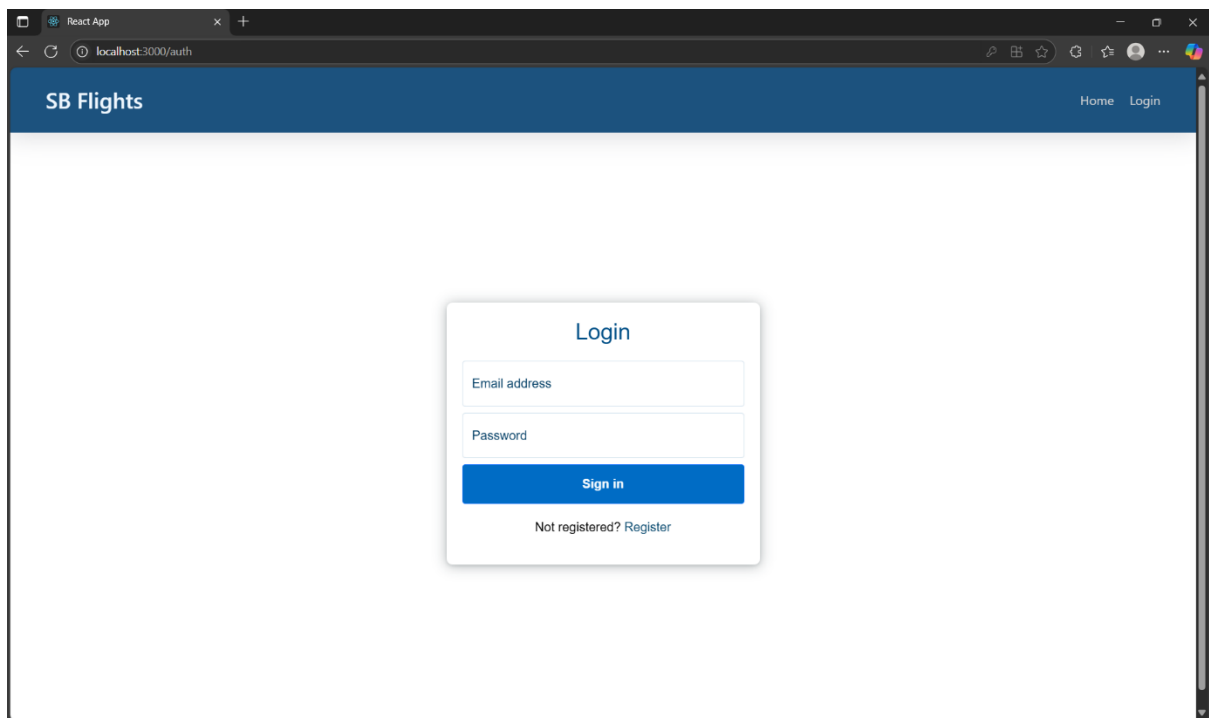 React App
localhost:3000/auth
SB Flights
Home Login
Login
Email address
Password
Sign in
Not registered? Register